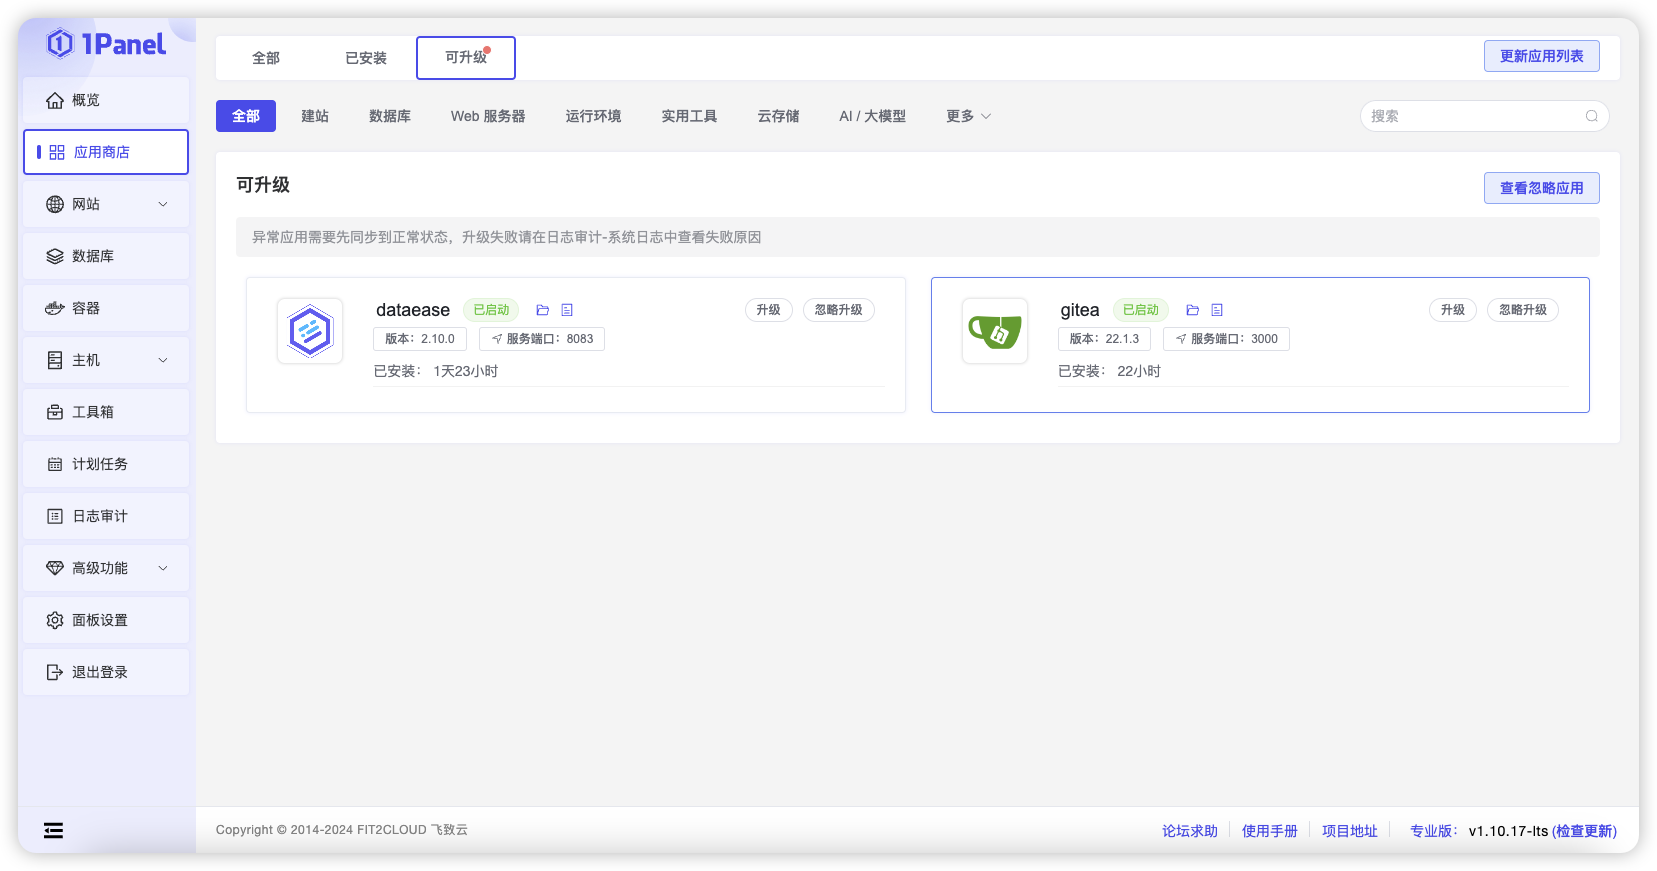 1Panel
概览
应用商店
网站
数据库
容器
主机
工具箱
计划任务
日志审计
高级功能
面板设置
退出登录
全部 已安装 可升级 更新应用列表
全部 建站 数据库 Web 服务器 运行环境 实用工具 云存储 AI / 大模型 更多 搜索
可升级 查看忽略应用
异常应用需要先同步到正常状态，升级失败请在日志审计-系统日志中查看失败原因
dataease 已启动 升级 忽略升级
版本：2.10.0 服务端口：8083
已安装： 1天23小时
gitea 已启动 升级 忽略升级
版本：22.1.3 服务端口：3000
已安装： 22小时
Copyright © 2014-2024 FIT2CLOUD 飞致云 论坛求助 使用手册 项目地址 专业版： v1.10.17-lts (检查更新)